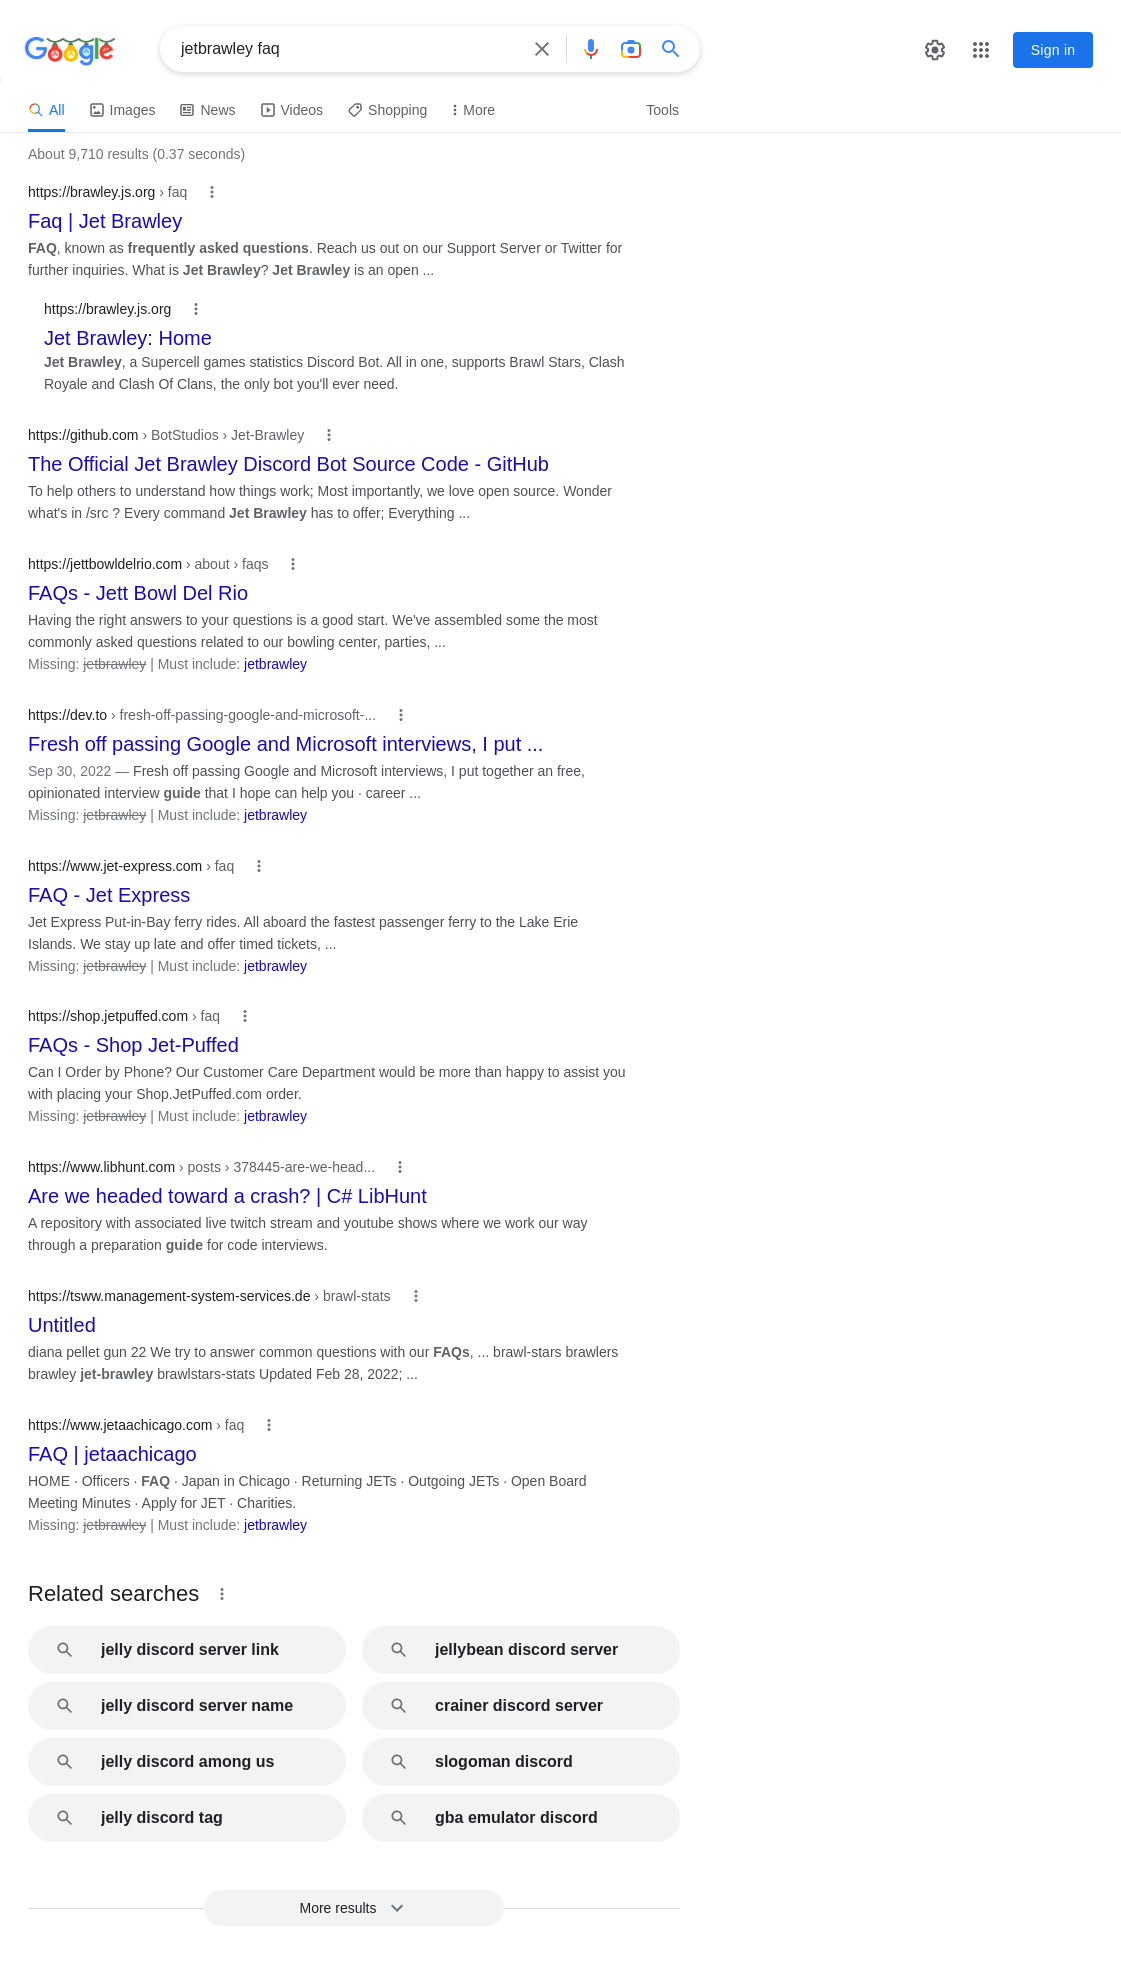 Google
jetbrawley faq
Sign in
All Images News Videos Shopping More Tools
About 9,710 results (0.37 seconds)
https://brawley.js.org › faq
Faq | Jet Brawley
FAQ, known as frequently asked questions. Reach us out on our Support Server or Twitter for
further inquiries. What is Jet Brawley? Jet Brawley is an open ...
https://brawley.js.org
Jet Brawley: Home
Jet Brawley, a Supercell games statistics Discord Bot. All in one, supports Brawl Stars, Clash
Royale and Clash Of Clans, the only bot you'll ever need.
https://github.com › BotStudios › Jet-Brawley
The Official Jet Brawley Discord Bot Source Code - GitHub
To help others to understand how things work; Most importantly, we love open source. Wonder
what's in /src ? Every command Jet Brawley has to offer; Everything ...
https://jettbowldelrio.com › about › faqs
FAQs - Jett Bowl Del Rio
Having the right answers to your questions is a good start. We've assembled some the most
commonly asked questions related to our bowling center, parties, ...
Missing: jetbrawley | Must include: jetbrawley
https://dev.to › fresh-off-passing-google-and-microsoft-...
Fresh off passing Google and Microsoft interviews, I put ...
Sep 30, 2022 — Fresh off passing Google and Microsoft interviews, I put together an free,
opinionated interview guide that I hope can help you · career ...
Missing: jetbrawley | Must include: jetbrawley
https://www.jet-express.com › faq
FAQ - Jet Express
Jet Express Put-in-Bay ferry rides. All aboard the fastest passenger ferry to the Lake Erie
Islands. We stay up late and offer timed tickets, ...
Missing: jetbrawley | Must include: jetbrawley
https://shop.jetpuffed.com › faq
FAQs - Shop Jet-Puffed
Can I Order by Phone? Our Customer Care Department would be more than happy to assist you
with placing your Shop.JetPuffed.com order.
Missing: jetbrawley | Must include: jetbrawley
https://www.libhunt.com › posts › 378445-are-we-head...
Are we headed toward a crash? | C# LibHunt
A repository with associated live twitch stream and youtube shows where we work our way
through a preparation guide for code interviews.
https://tsww.management-system-services.de › brawl-stats
Untitled
diana pellet gun 22 We try to answer common questions with our FAQs, ... brawl-stars brawlers
brawley jet-brawley brawlstars-stats Updated Feb 28, 2022; ...
https://www.jetaachicago.com › faq
FAQ | jetaachicago
HOME · Officers · FAQ · Japan in Chicago · Returning JETs · Outgoing JETs · Open Board
Meeting Minutes · Apply for JET · Charities.
Missing: jetbrawley | Must include: jetbrawley
Related searches
jelly discord server link
jellybean discord server
jelly discord server name
crainer discord server
jelly discord among us
slogoman discord
jelly discord tag
gba emulator discord
More results